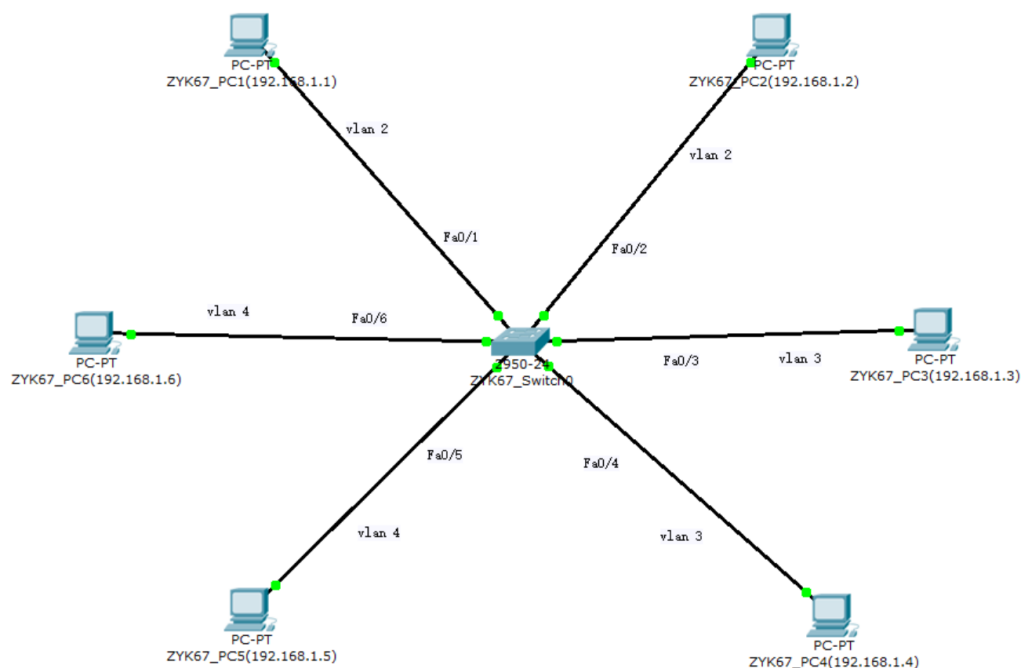 PC-PT
ZYK67_PC1(192.168.1.1)
PC-PT
ZYK67_PC2(192.168.1.2)
vlan 2
vlan 2
Fa0/1
Fa0/2
vlan 4
Fa0/6
PC-PT
ZYK67_PC6(192.168.1.6)
2950-24
ZYK67_Switch0
Fa0/3
vlan 3
PC-PT
ZYK67_PC3(192.168.1.3)
Fa0/5
Fa0/4
vlan 4
vlan 3
PC-PT
ZYK67_PC5(192.168.1.5)
PC-PT
ZYK67_PC4(192.168.1.4)